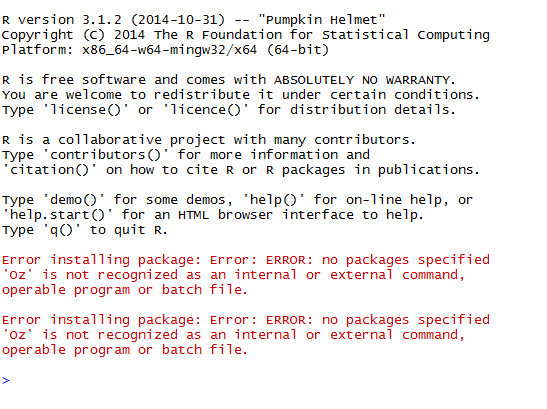 R version 3.1.2 (2014-10-31) -- "Pumpkin Helmet"
Copyright (C) 2014 The R Foundation for Statistical Computing
Platform: x86_64-w64-mingw32/x64 (64-bit)
R is free software and comes with ABSOLUTELY NO WARRANTY.
You are welcome to redistribute it under certain conditions.
Type 'license()' or 'licence()' for distribution details.
R is a collaborative project with many contributors.
Type 'contributors()' for more information and
'citation()' on how to cite R or R packages in publications.
Type 'demo()' for some demos, 'help()' for on-line help, or
'help.start()' for an HTML browser interface to help.
Type 'q()' to quit R.
Error installing package: Error: ERROR: no packages specified
'Oz' is not recognized as an internal or external command,
operable program or batch file.
Error installing package: Error: ERROR: no packages specified
'Oz' is not recognized as an internal or external command,
operable program or batch file.
>